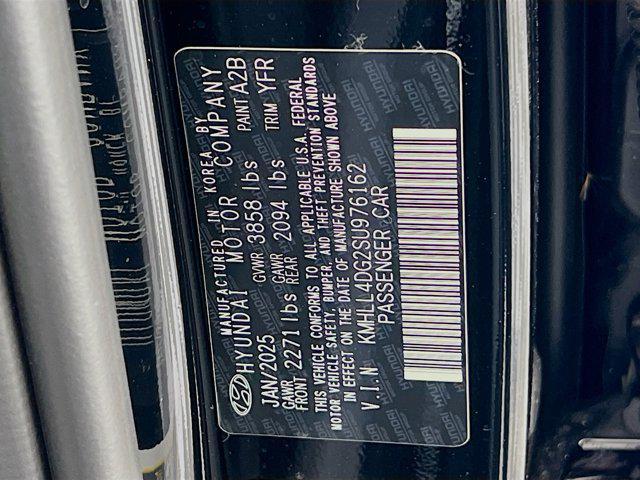 MANUFACTURED IN KOREA BY
HYUNDAI MOTOR COMPANY
JAN/2025 GVWR 3858 lbs PAINT A2B
GAWR FRONT 2271 lbs GAWR REAR 2094 lbs TRIM YFR
THIS VEHICLE CONFORMS TO ALL APPLICABLE U.S.A. FEDERAL
MOTOR VEHICLE SAFETY, BUMPER, AND THEFT PREVENTION STANDARDS
IN EFFECT ON THE DATE OF MANUFACTURE SHOWN ABOVE
V.I.N KMHLL4DG2SU976162
PASSENGER CAR